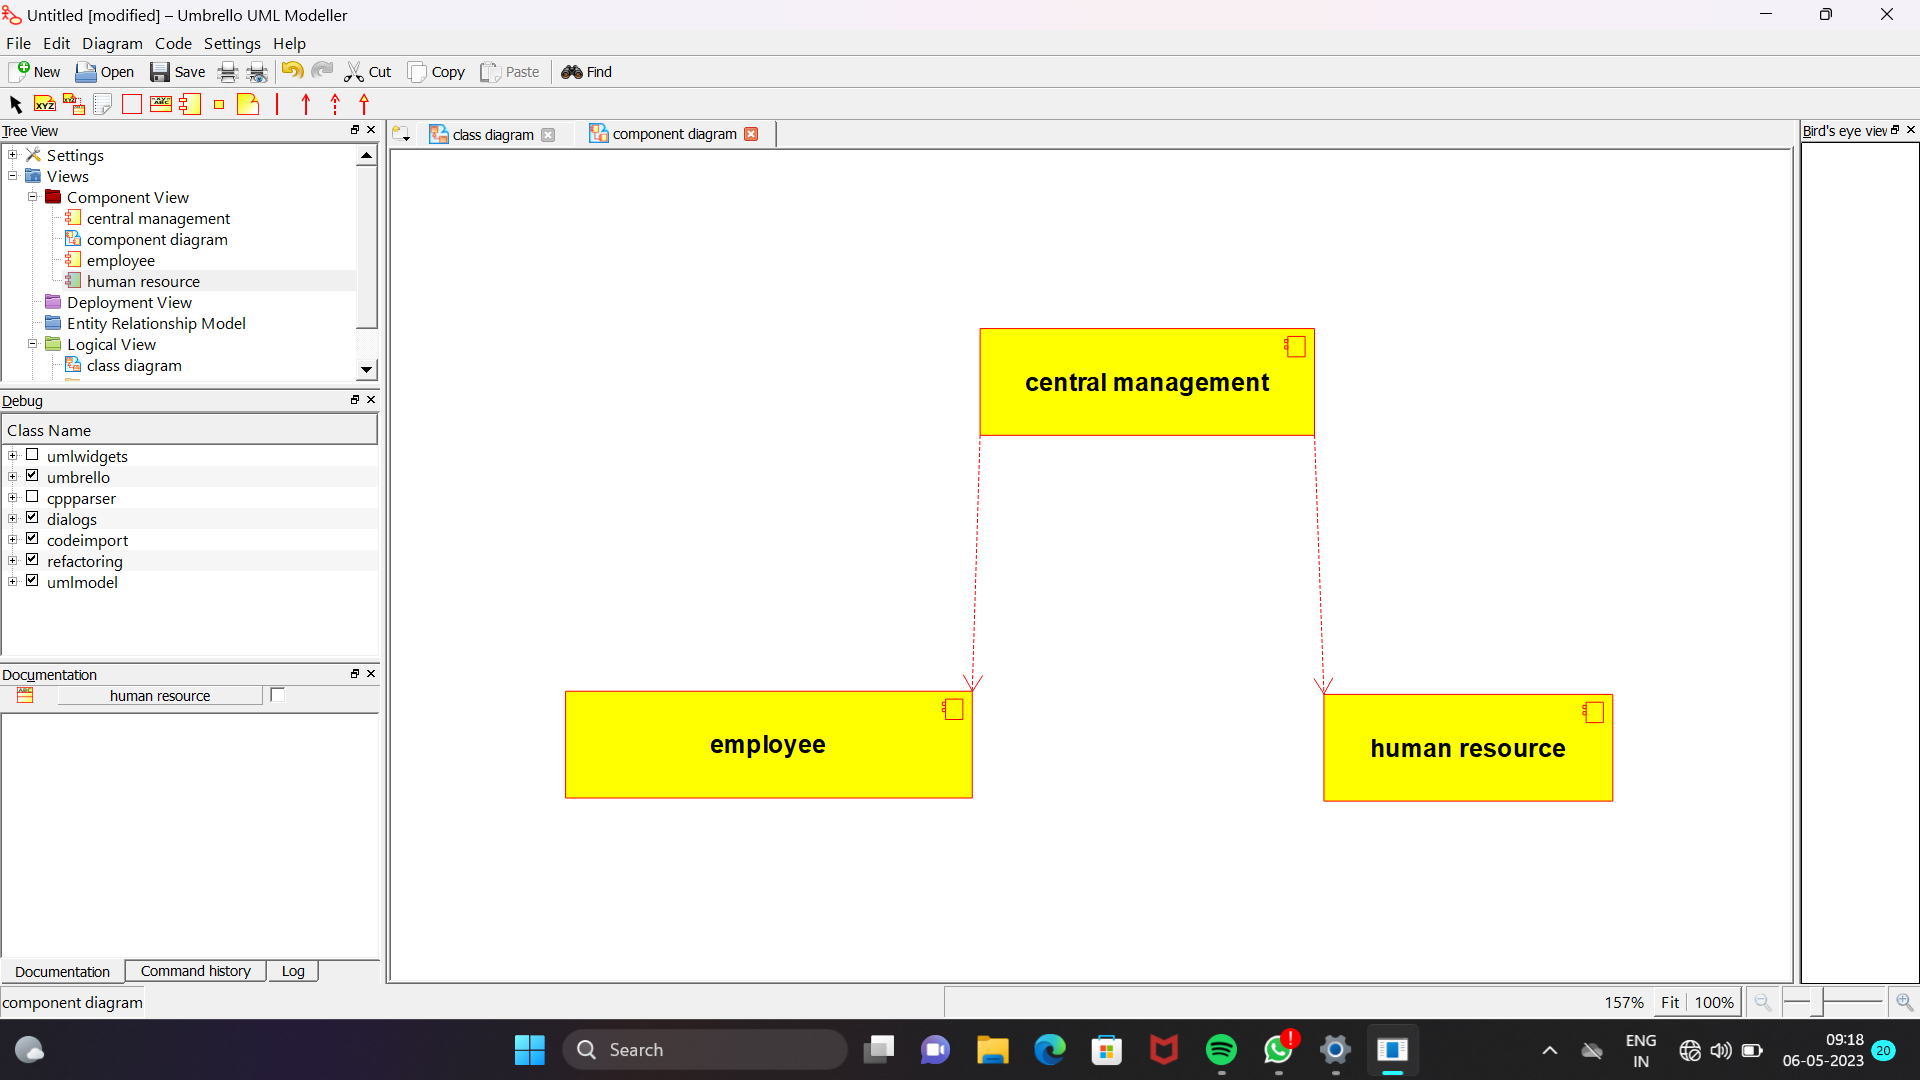 Untitled [modified] – Umbrello UML Modeller
File Edit Diagram Code Settings Help
New Open Save Cut Copy Paste Find
XYZ
Tree View
class diagram
component diagram
Bird's eye view
Settings
Views
Component View
central management
component diagram
employee
human resource
Deployment View
Entity Relationship Model
Logical View
class diagram
Debug
Class Name
umlwidgets
umbrello
cppparser
dialogs
codeimport
refactoring
umlmodel
Documentation
human resource
central management
employee
human resource
Documentation Command history Log
component diagram
157% Fit 100%
Search
ENG
IN
09:18
06-05-2023
20